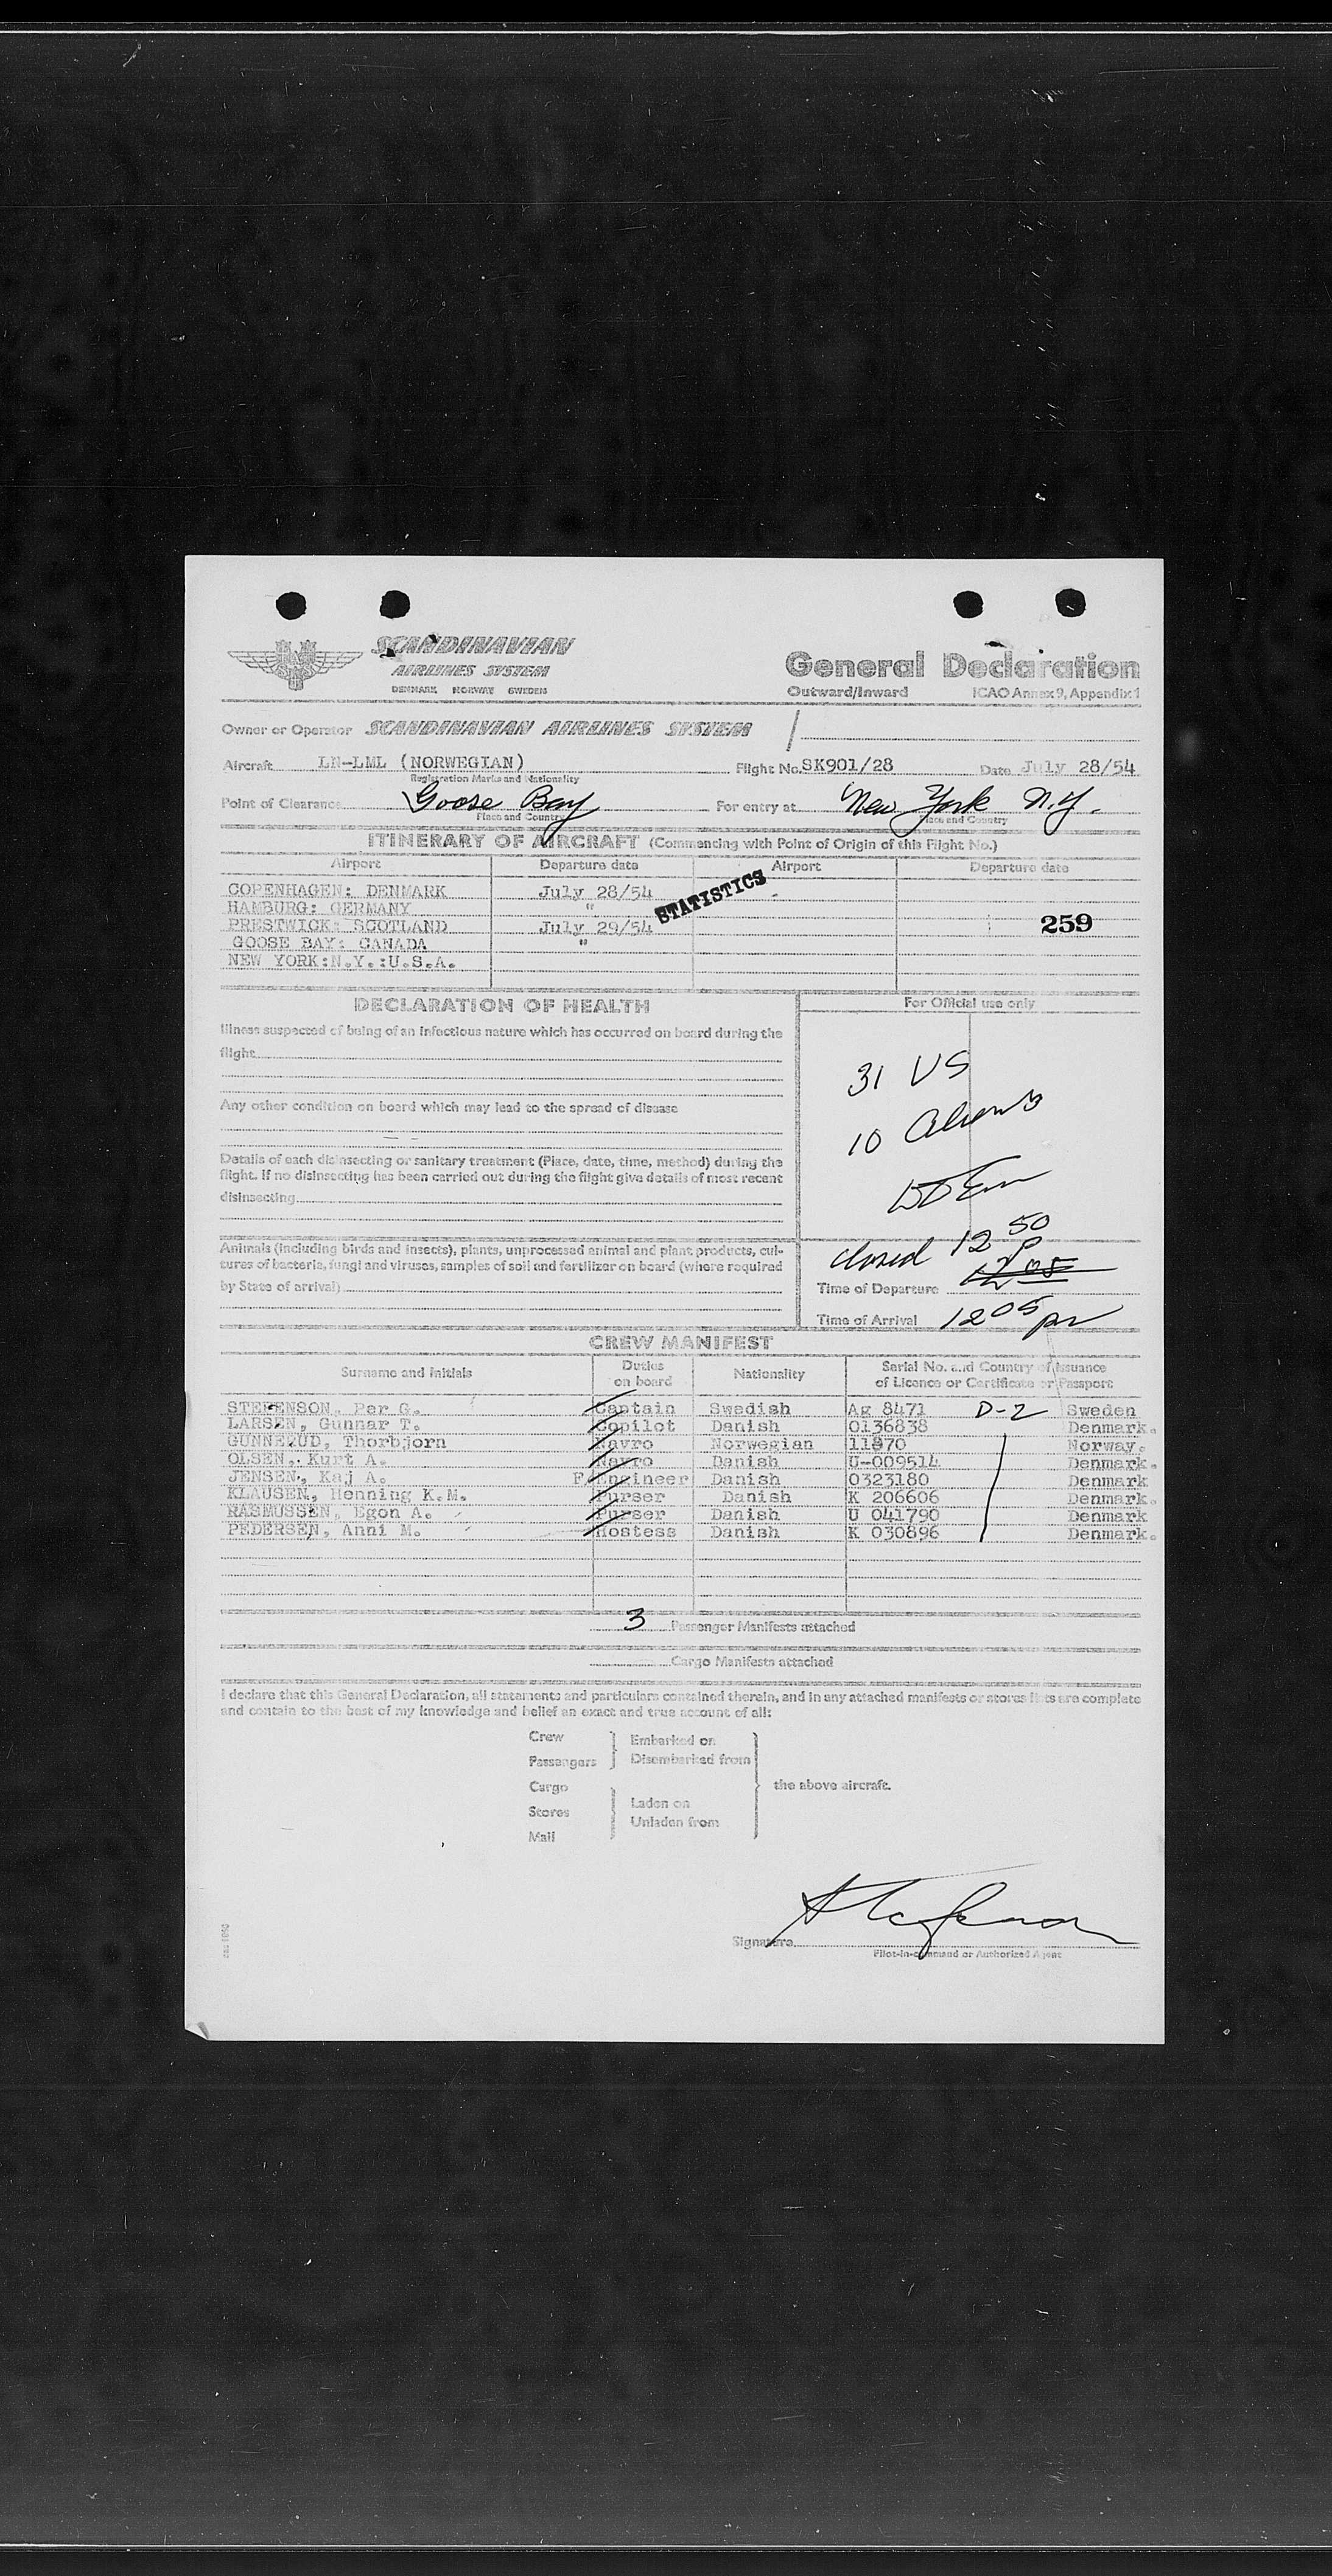 SCANDINAVIAN
AIRLINES SYSTEM
DENMARK NORWAY SWEDEN
General Declaration
Outward/Inward ICAO Annex 9, Appendix 1
Owner or Operator SCANDINAVIAN AIRLINES SYSTEM
Aircraft LN-LML (NORWEGIAN) Flight No. SK901/28 Date July 28/54
Registration Marks and Nationality
Point of Clearance Goose Bay For entry at New York N.Y.
Place and Country Place and Country
ITINERARY OF AIRCRAFT (Commencing with Point of Origin of this Flight No.)
Airport Departure date Airport Departure date
COPENHAGEN: DENMARK July 28/54
STATISTICS
HAMBURG: GERMANY "
PRESTWICK: SCOTLAND July 29/54 259
GOOSE BAY: CANADA "
NEW YORK:N.Y.:U.S.A.
DECLARATION OF HEALTH
For Official use only
Illness suspected of being of an infectious nature which has occurred on board during the
flight
Any other condition on board which may lead to the spread of disease
Details of each disinsecting or sanitary treatment (Place, date, time, method) during the
flight. If no disinsecting has been carried out during the flight give details of most recent
disinsecting
31 US
10 Aliens
Animals (including birds and insects), plants, unprocessed animal and plant products, cul-
tures of bacteria, fungi and viruses, samples of soil and fertilizer on board (where required
by State of arrival)
closed 12 50 P
Time of Departure 12 05
Time of Arrival 12 05 pm
CREW MANIFEST
Surname and Initials Duties on board Nationality Serial No. and Country of Issuance of Licence or Certificate or Passport
STEFENSON, Per G. Captain Swedish Ag 8471 D-2 Sweden
LARSEN, Gunnar T. Copilot Danish 0136838 Denmark.
GUNNERUD, Thorbjorn Navro Norwegian 11870 Norway.
OLSEN, Kurt A. Navro Danish U-009514 Denmark.
JENSEN, Kaj A. F/Engineer Danish 0323180 Denmark
KLAUSEN, Henning K.M. Purser Danish K 206606 Denmark.
RASMUSSEN, Egon A. Purser Danish U 041790 Denmark
PEDERSEN, Anni M. Hostess Danish K 030896 Denmark.
3 Passenger Manifests attached
Cargo Manifests attached
I declare that this General Declaration, all statements and particulars contained therein, and in any attached manifests or stores lists are complete
and contain to the best of my knowledge and belief an exact and true account of all:
Crew Embarked on
Passengers Disembarked from
Cargo the above aircraft.
Stores Laden on
Unladen from
Mail
Signature
Pilot-in-command or Authorized Agent